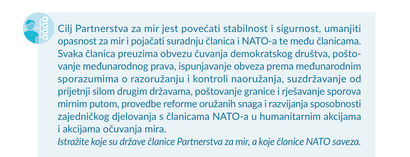 Cilj Partnerstva za mir jest povećati stabilnost i sigurnost, umanjiti
opasnost za mir i pojačati suradnju članica i NATO-a te među članicama.
Svaka članica preuzima obvezu čuvanja demokratskog društva, pošto-
vanje međunarodnog prava, ispunjavanje obveza prema međunarodnim
sporazumima o razoružanju i kontroli naoružanja, suzdržavanje od
prijetnji silom drugim državama, poštovanje granice i rješavanje sporova
mirnim putom, provedbe reforme oružanih snaga i razvijanja sposobnosti
zajedničkog djelovanja s članicama NATO-a u humanitarnim akcijama
i akcijama očuvanja mira.
Istražite koje su države članice Partnerstva za mir, a koje članice NATO saveza.